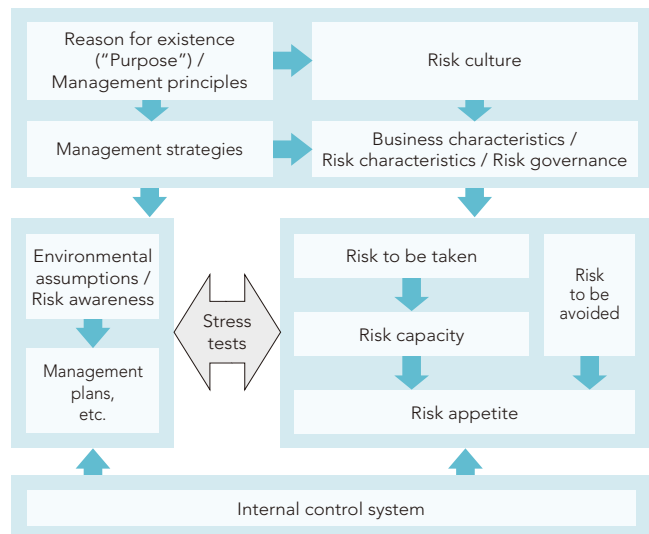 Reason for existence
(“Purpose”) /
Management principles
Risk culture
Management strategies
Business characteristics /
Risk characteristics / Risk governance
Environmental
assumptions /
Risk awareness
Management
plans,
etc.
Stress
tests
Risk to be taken
Risk capacity
Risk
to be
avoided
Risk appetite
Internal control system